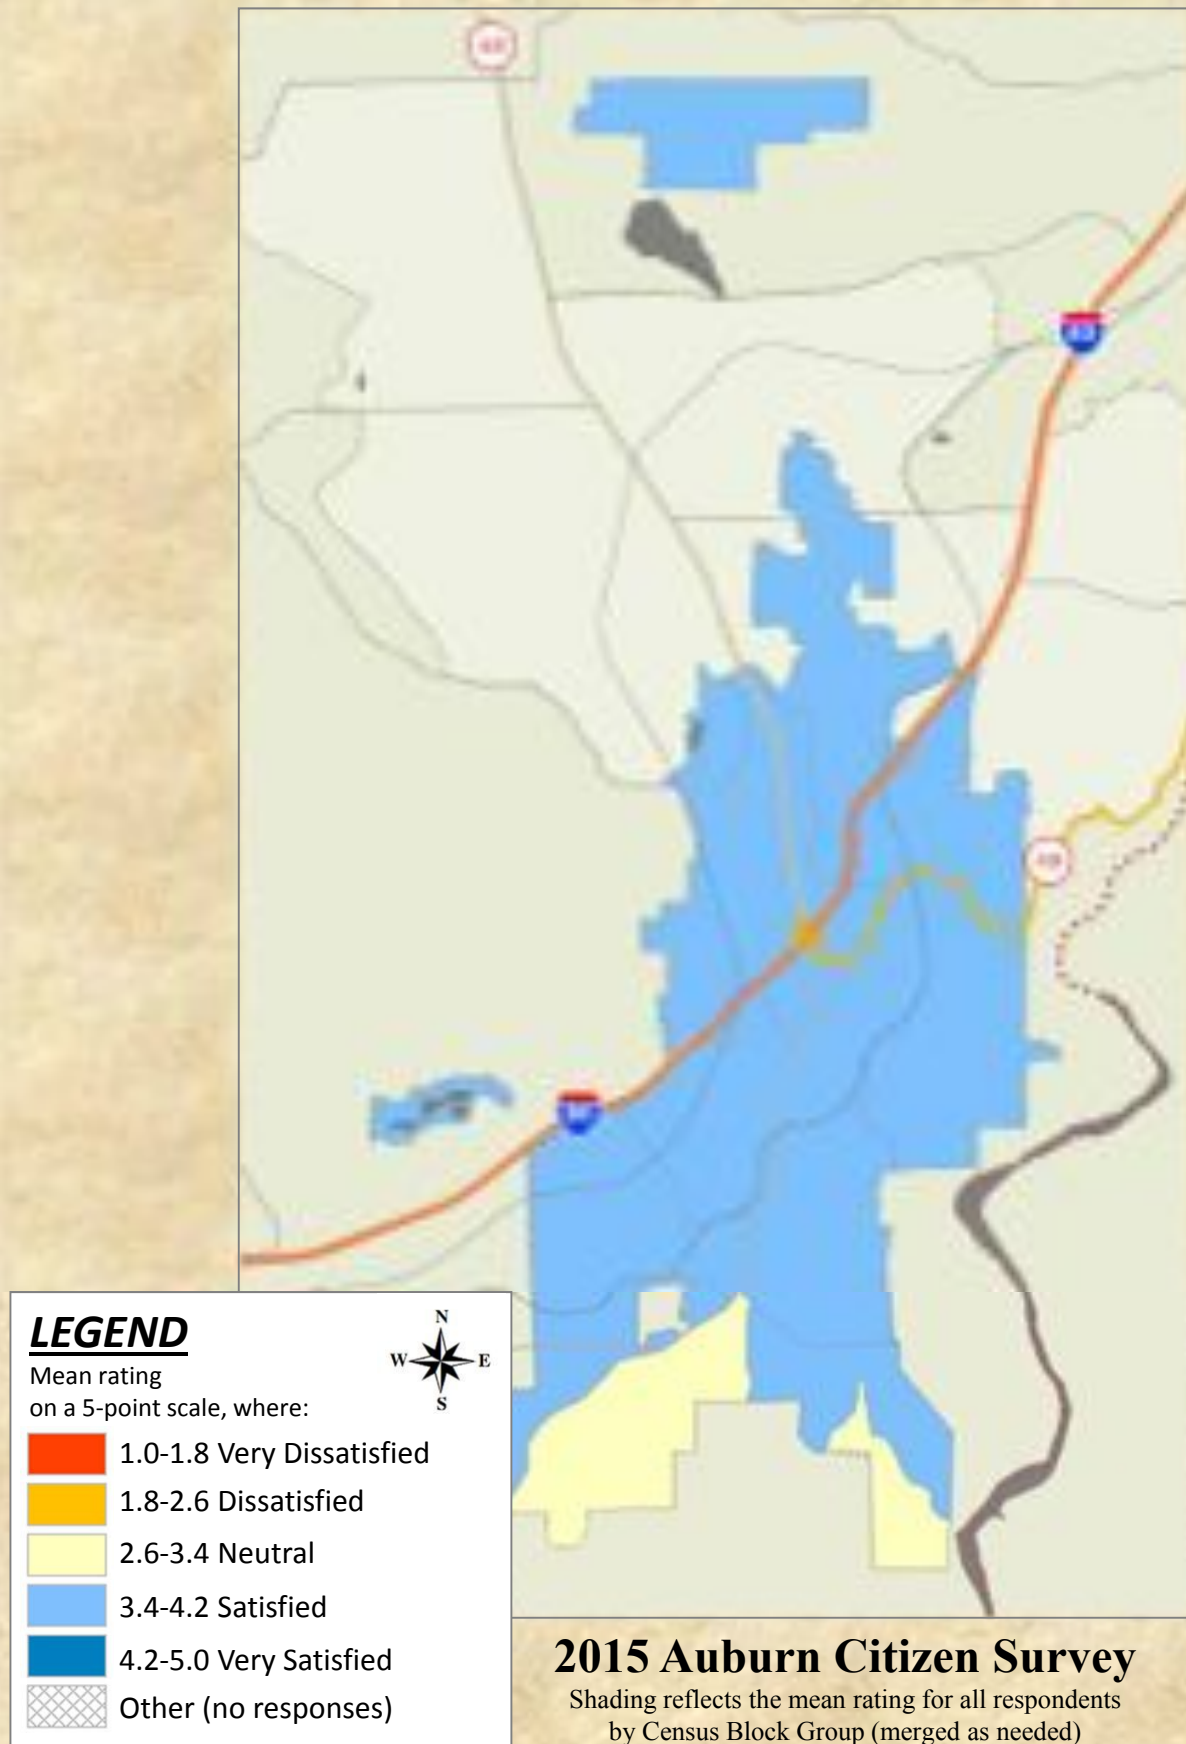 LEGEND
N
W E
S
Mean rating
on a 5-point scale, where:
1.0-1.8 Very Dissatisfied
1.8-2.6 Dissatisfied
2.6-3.4 Neutral
3.4-4.2 Satisfied
4.2-5.0 Very Satisfied
Other (no responses)
2015 Auburn Citizen Survey
Shading reflects the mean rating for all respondents
by Census Block Group (merged as needed)